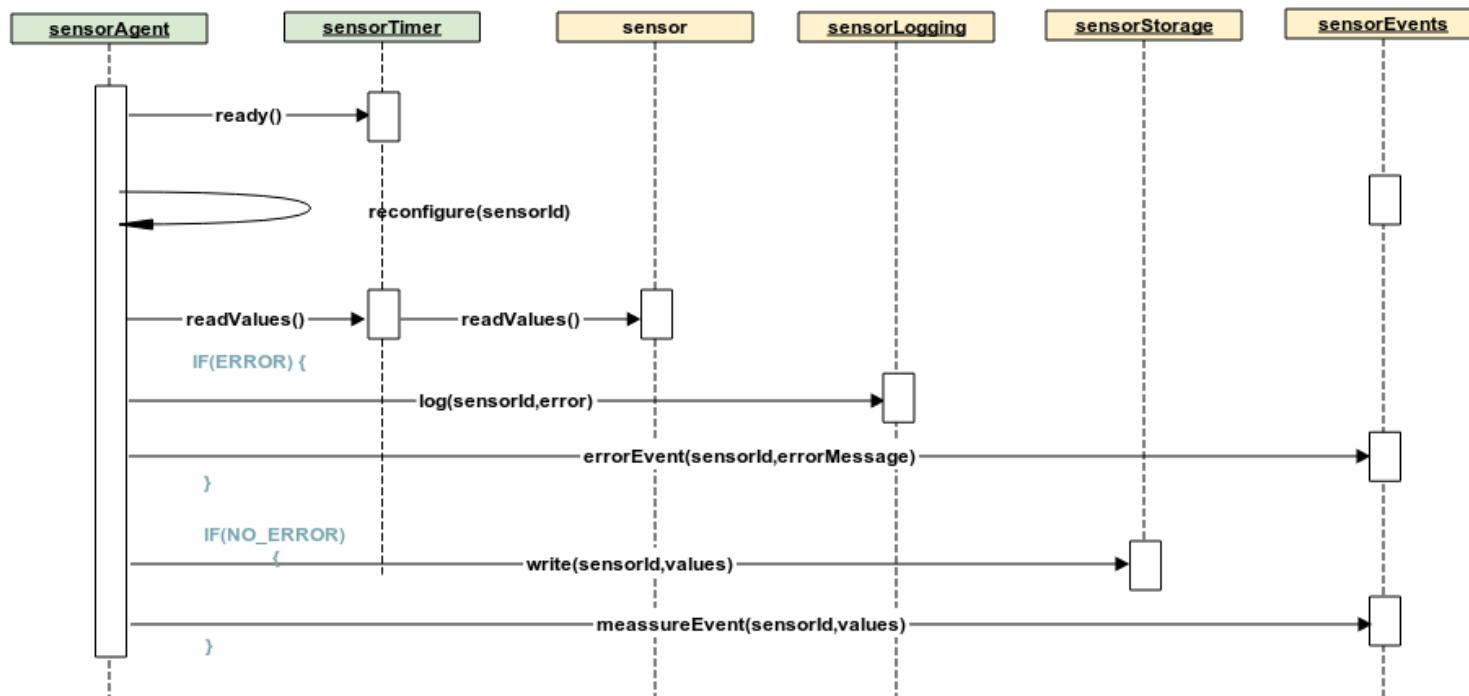 sensorAgent
sensorTimer
sensor
sensorLogging
sensorStorage
sensorEvents
ready()
reconfigure(sensorId)
readValues()
readValues()
IF(ERROR) {
log(sensorId,error)
errorEvent(sensorId,errorMessage)
}
IF(NO_ERROR)
{
write(sensorId,values)
meassureEvent(sensorId,values)
}